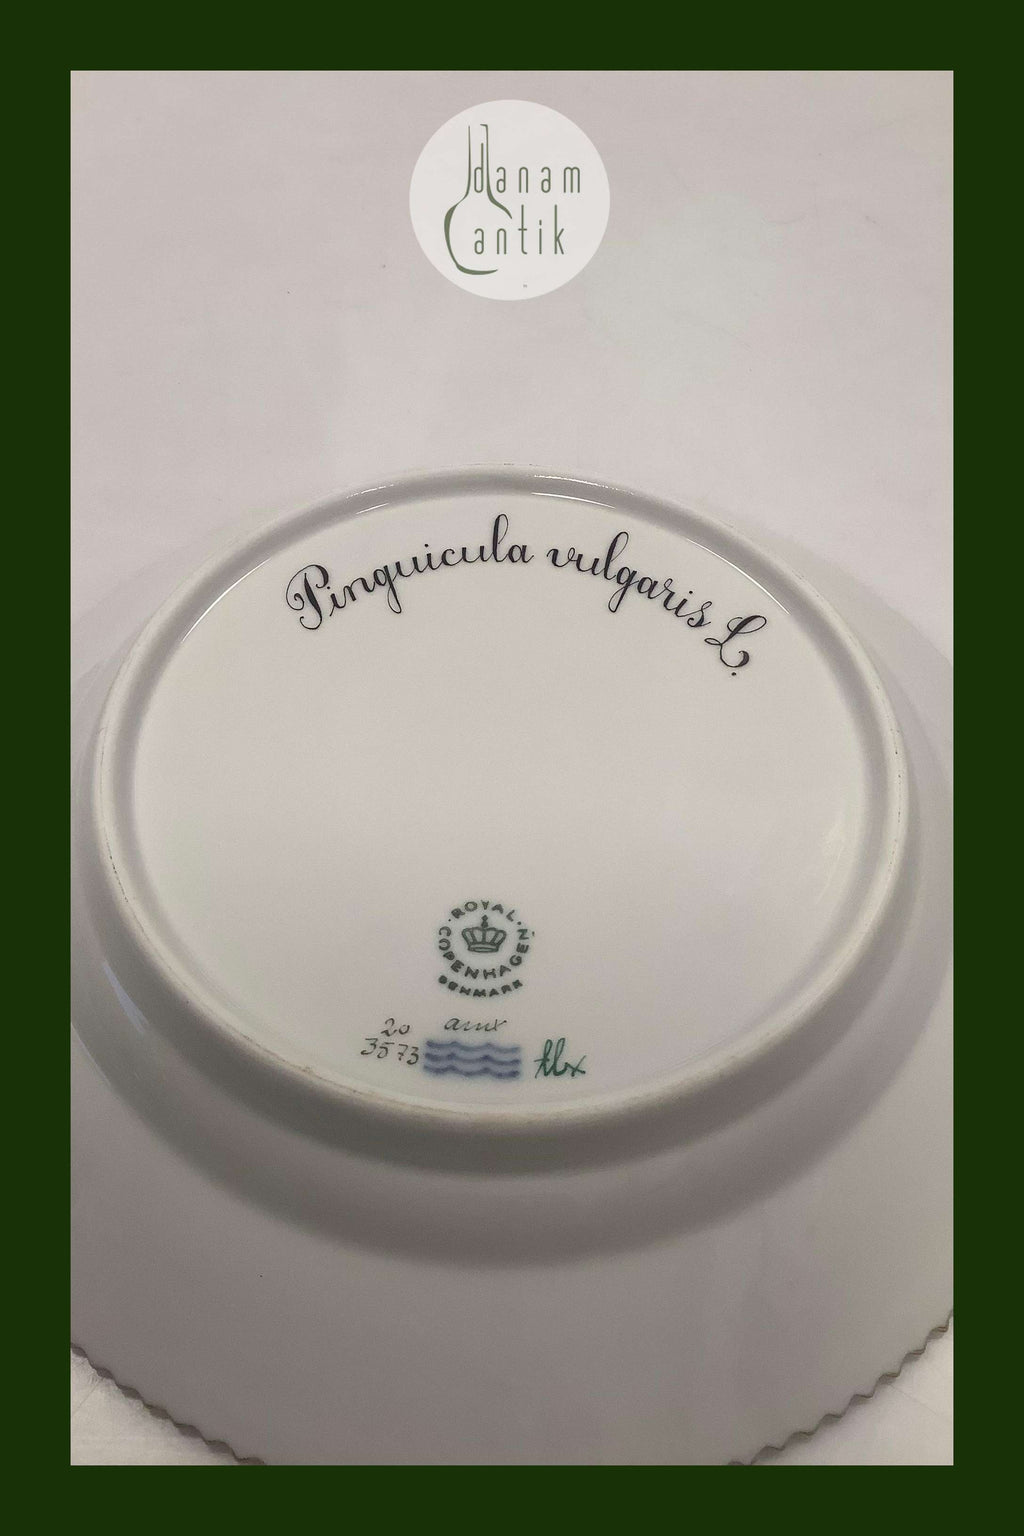 danam
antik
Pinguicula vulgaris L.
ROYAL
COPENHAGEN
DENMARK
20
3573